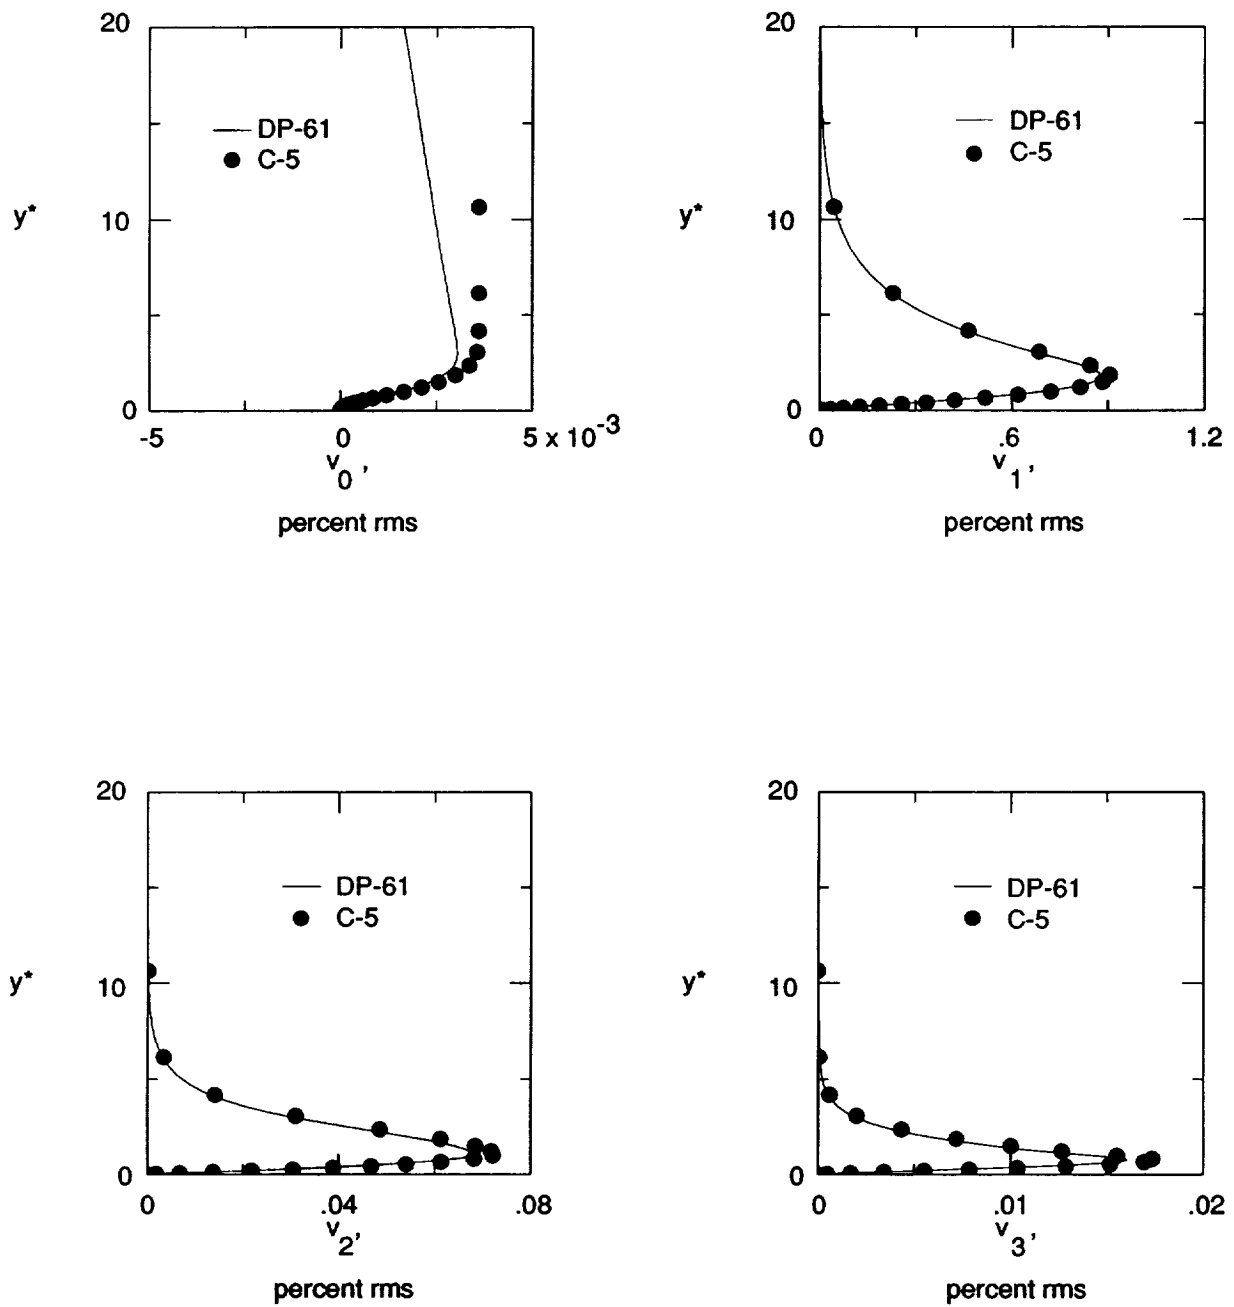 20
DP-61
C-5
y*
10
0
-5
0
5 x 10-3
v0,
percent rms
20
DP-61
C-5
y*
10
0
0
.6
1.2
v1,
percent rms
20
DP-61
C-5
y*
10
0
0
.04
.08
v2,
percent rms
20
DP-61
C-5
y*
10
0
0
.01
.02
v3,
percent rms